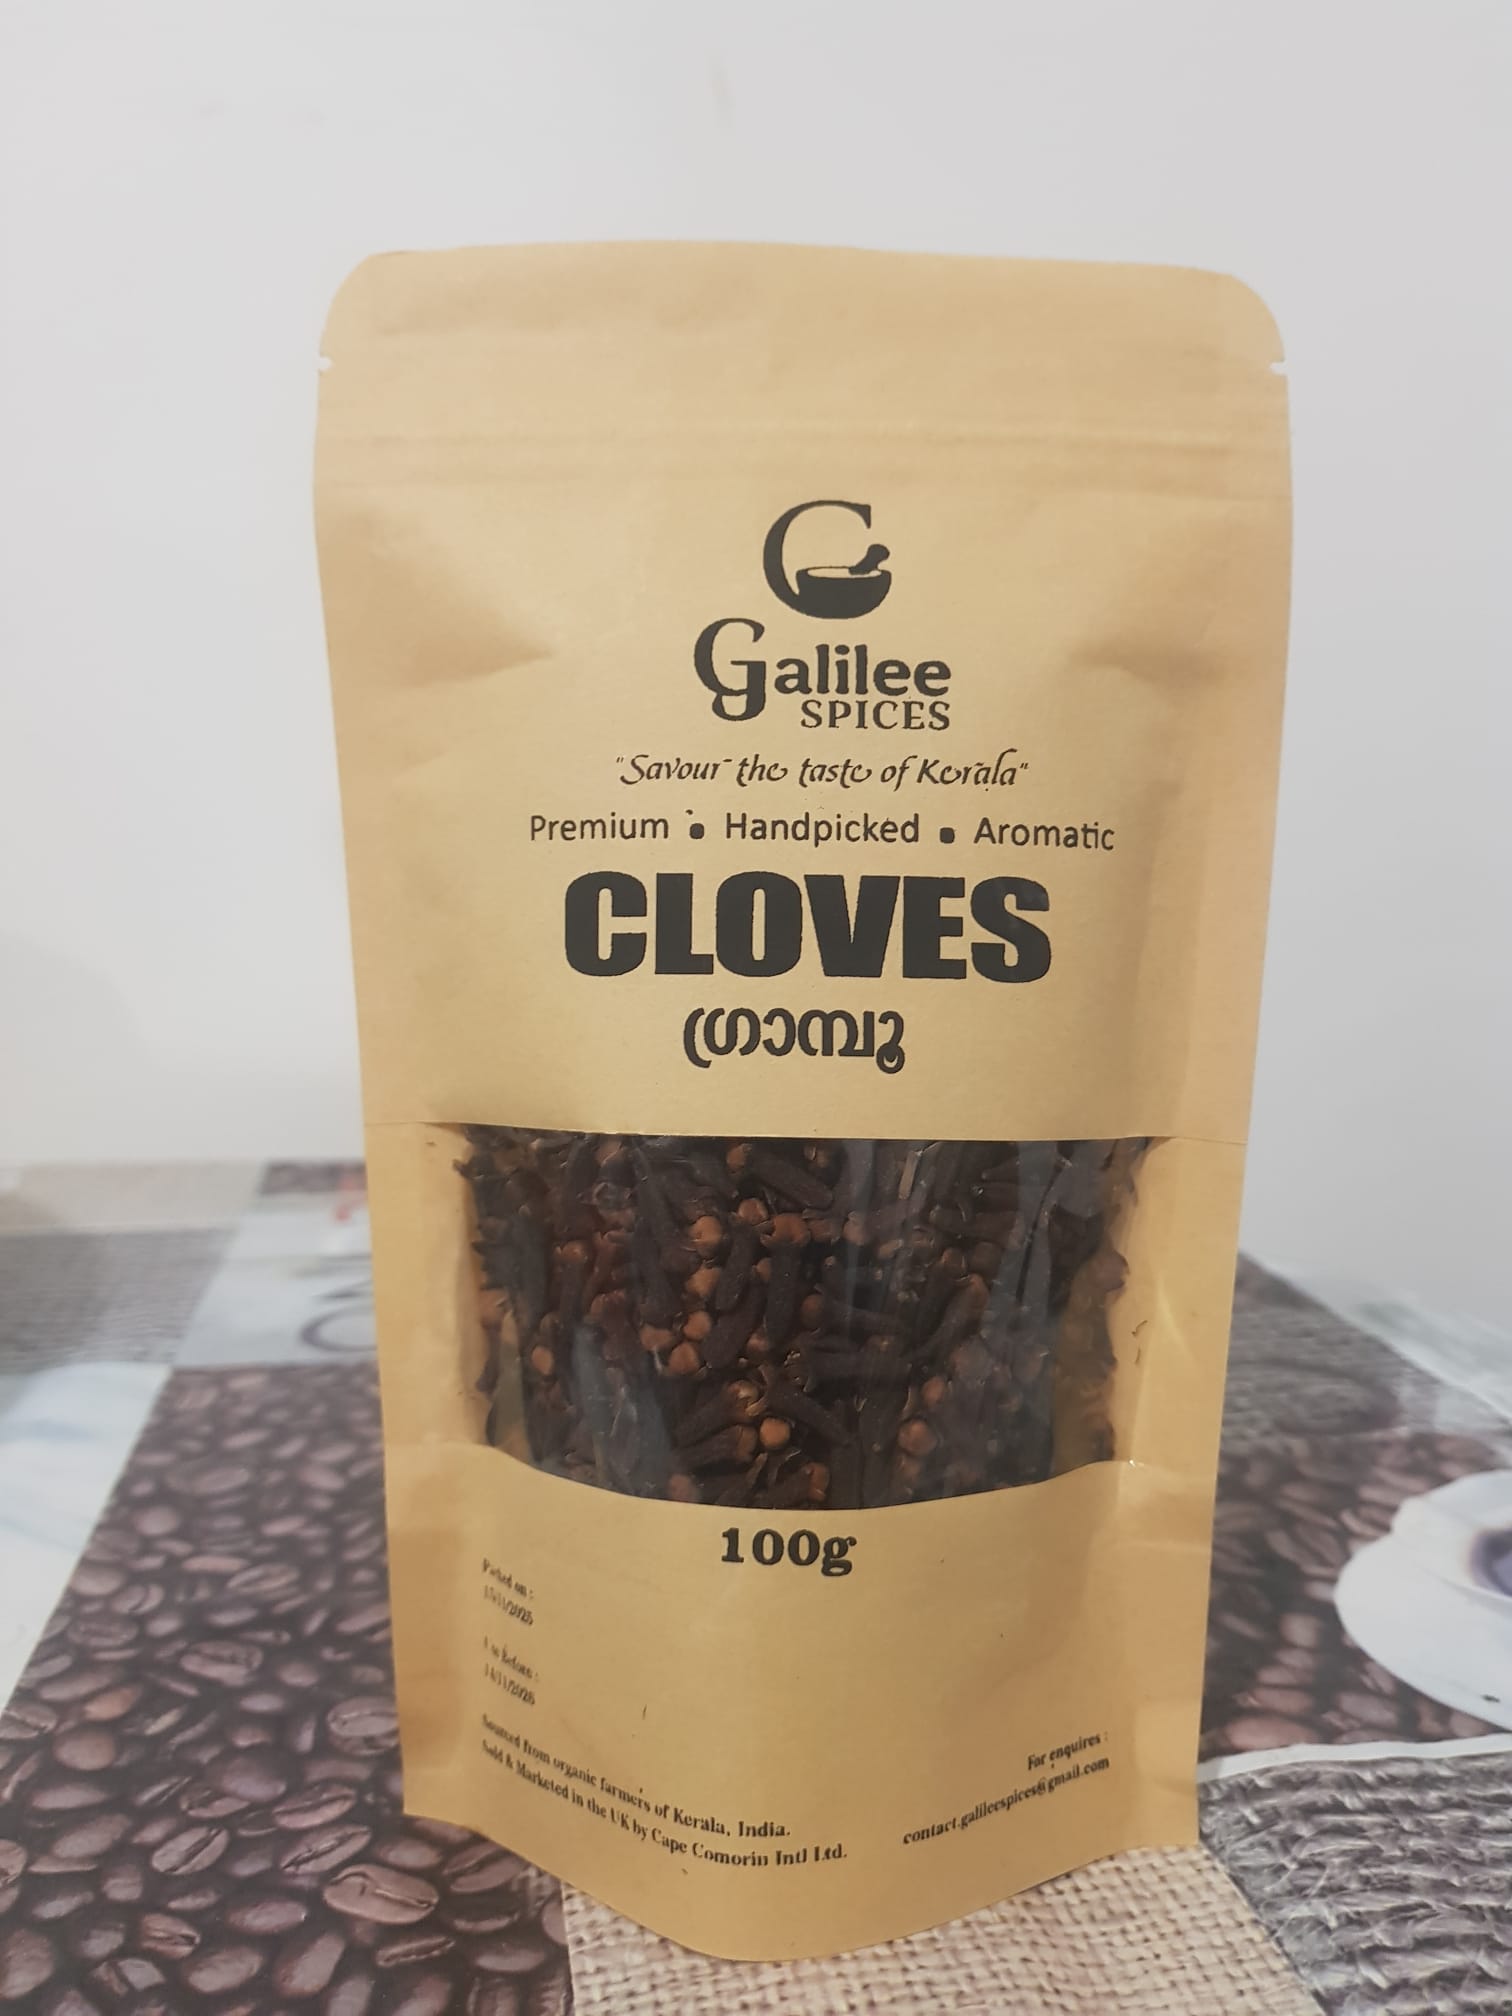 Galilee
SPICES
"Savour the taste of Kerala"
Premium ▪ Handpicked ▪ Aromatic
CLOVES
ഗ്രാമ്പൂ
100g
Packed on :
Use Before :
Sourced from organic farmers of Kerala, India.
Sold & Marketed in the UK by Cape Comorin Intl Ltd.
For enquires :
contact.galileespices@gmail.com